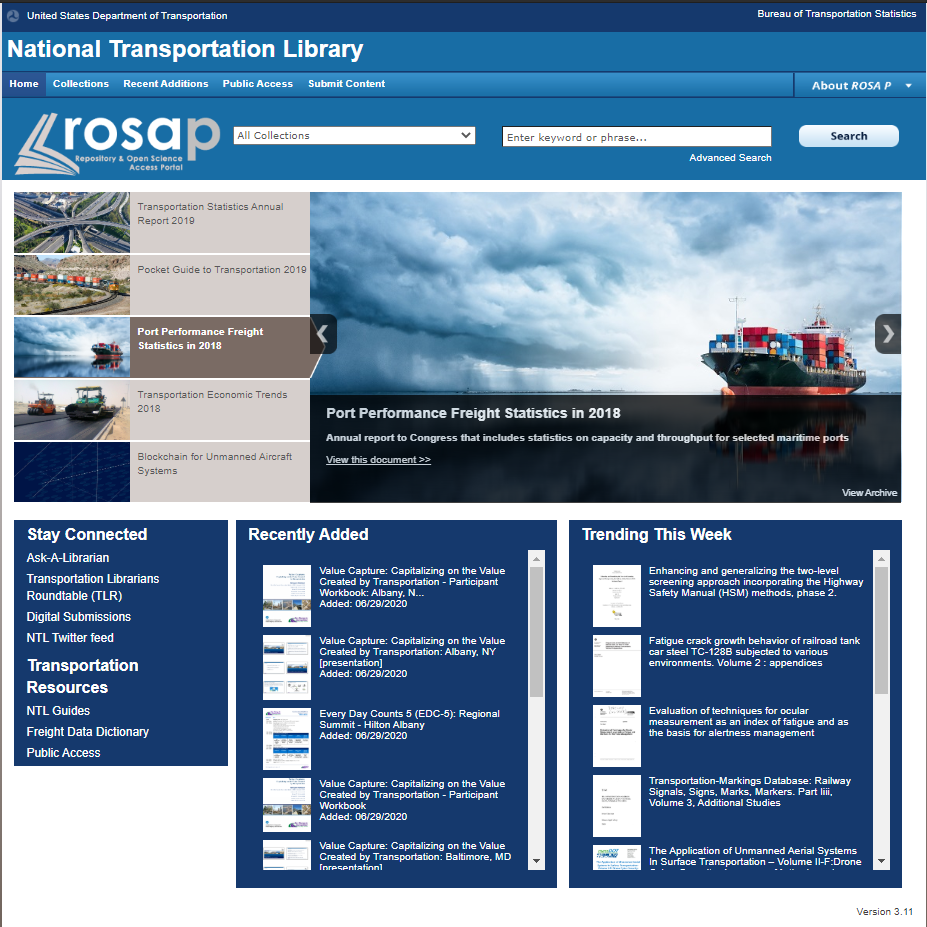 United States Department of Transportation
Bureau of Transportation Statistics
National Transportation Library
Home Collections Recent Additions Public Access Submit Content
About ROSA P
rosap
Repository & Open Science
Access Portal
All Collections
Enter keyword or phrase...
Search
Advanced Search
Transportation Statistics Annual
Report 2019
Pocket Guide to Transportation 2019
Port Performance Freight
Statistics in 2018
Transportation Economic Trends
2018
Blockchain for Unmanned Aircraft
Systems
Port Performance Freight Statistics in 2018
Annual report to Congress that includes statistics on capacity and throughput for selected maritime ports
View this document >>
View Archive
Stay Connected
Ask-A-Librarian
Transportation Librarians
Roundtable (TLR)
Digital Submissions
NTL Twitter feed
Transportation
Resources
NTL Guides
Freight Data Dictionary
Public Access
Recently Added
Value Capture: Capitalizing on the Value
Created by Transportation - Participant
Workbook: Albany, N...
Added: 06/29/2020
Value Capture: Capitalizing on the Value
Created by Transportation: Albany, NY
[presentation]
Added: 06/29/2020
Every Day Counts 5 (EDC-5): Regional
Summit - Hilton Albany
Added: 06/29/2020
Value Capture: Capitalizing on the Value
Created by Transportation - Participant
Workbook
Added: 06/29/2020
Value Capture: Capitalizing on the Value
Created by Transportation: Baltimore, MD
[presentation]
Trending This Week
Enhancing and generalizing the two-level
screening approach incorporating the Highway
Safety Manual (HSM) methods, phase 2.
Fatigue crack growth behavior of railroad tank
car steel TC-128B subjected to various
environments. Volume 2 : appendices
Evaluation of techniques for ocular
measurement as an index of fatigue and as
the basis for alertness management
Transportation-Markings Database: Railway
Signals, Signs, Marks, Markers. Part Iiii,
Volume 3, Additional Studies
The Application of Unmanned Aerial Systems
In Surface Transportation – Volume II-F:Drone
Version 3.11